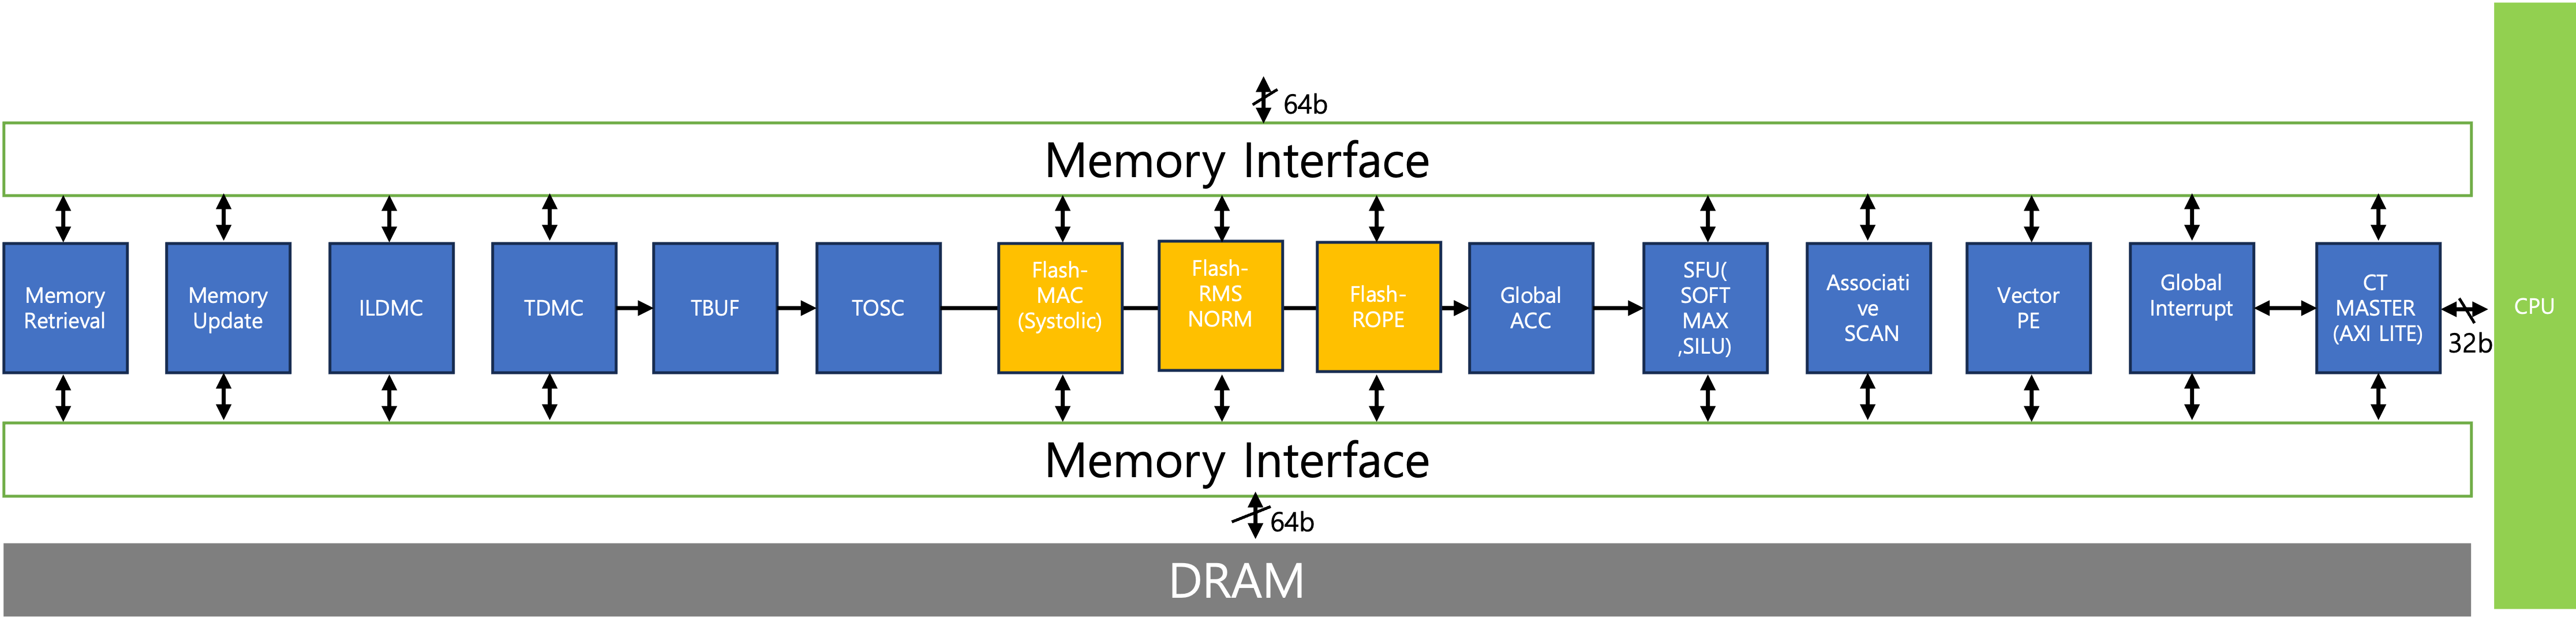 64b
Memory Interface
Memory
Retrieval
Memory
Update
ILDMC
TDMC
TBUF
TOSC
Flash-
MAC
(Systolic)
Flash-
RMS
NORM
Flash-
ROPE
Global
ACC
SFU(
SOFT
MAX
,SILU)
Associati
ve
SCAN
Vector
PE
Global
Interrupt
CT
MASTER
(AXI LITE)
32b
CPU
Memory Interface
64b
DRAM